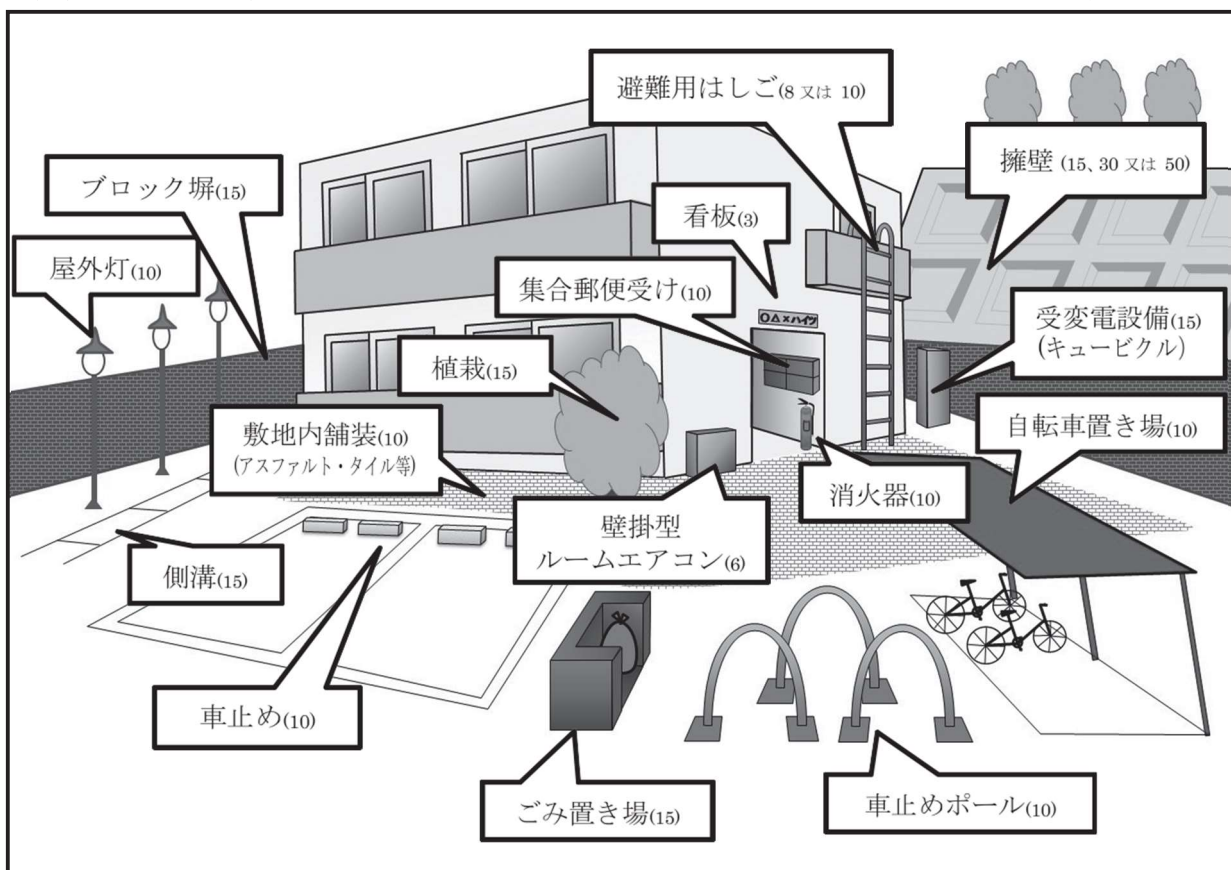 避難用はしご(8 又は 10)
擁壁 (15、30 又は 50)
ブロック塀(15)
看板(3)
屋外灯(10)
集合郵便受け(10)
○△×ハイツ
受変電設備(15)
(キュービクル)
植栽(15)
敷地内舗装(10)
(アスファルト・タイル等)
自転車置き場(10)
消火器(10)
壁掛型
ルームエアコン(6)
側溝(15)
車止め(10)
ごみ置き場(15)
車止めポール(10)